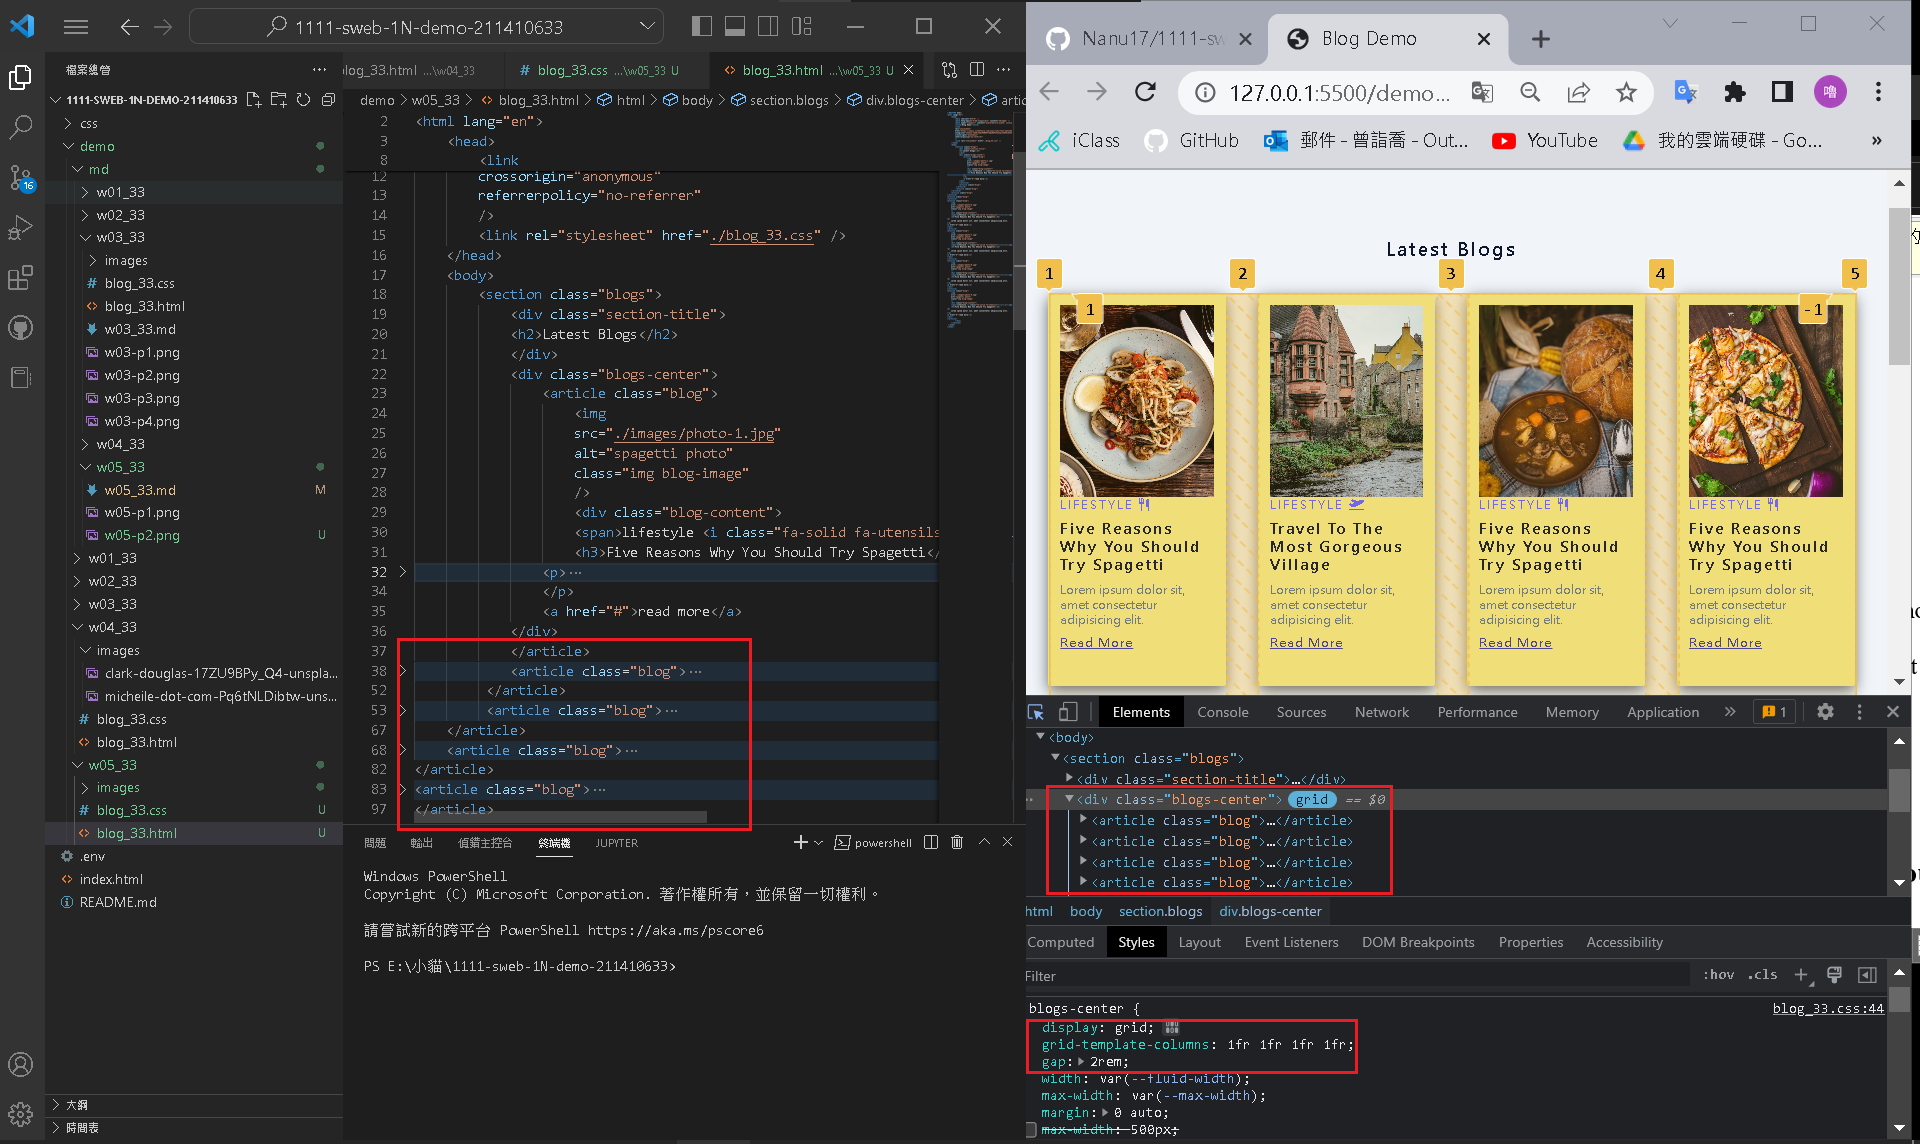 1111-sweb-1N-demo-211410633
檔案總管
1111-SWEB-1N-DEMO-211410633
css
demo
md
w01_33
w02_33
w03_33
images
blog_33.css
blog_33.html
w03_33.md
w03-p1.png
w03-p2.png
w03-p3.png
w03-p4.png
w04_33
w05_33
w05_33.md M
w05-p1.png
w05-p2.png U
w01_33
w02_33
w03_33
w04_33
images
clark-douglas-17ZU9BPy_Q4-unspla...
micheile-dot-com-Pq6tNLDibtw-uns...
blog_33.css
blog_33.html
w05_33
images
blog_33.css U
blog_33.html U
.env
index.html
README.md
大綱
時間表
16
blog_33.html ...\w04_33
blog_33.css ...\w05_33 U
blog_33.html ...\w05_33 U
demo > w05_33 > blog_33.html > html > body > section.blogs > div.blogs-center > artic
2 <html lang="en">
3 <head>
8 <link
12 crossorigin="anonymous"
13 referrerpolicy="no-referrer"
14 />
15 <link rel="stylesheet" href="./blog_33.css" />
16 </head>
17 <body>
18 <section class="blogs">
19 <div class="section-title">
20 <h2>Latest Blogs</h2>
21 </div>
22 <div class="blogs-center">
23 <article class="blog">
24 <img
25 src="./images/photo-1.jpg"
26 alt="spagetti photo"
27 class="img blog-image"
28 />
29 <div class="blog-content">
30 <span>lifestyle <i class="fa-solid fa-utensils
31 <h3>Five Reasons Why You Should Try Spagetti</
32 <p>...
34 </p>
35 <a href="#">read more</a>
36 </div>
37 </article>
38 <article class="blog">...
52 </article>
53 <article class="blog">...
67 </article>
68 <article class="blog">...
82 </article>
83 <article class="blog">...
97 </article>
問題 輸出 偵錯主控台 終端機 JUPYTER
powershell
Windows PowerShell
Copyright (C) Microsoft Corporation. 著作權所有，並保留一切權利。
請嘗試新的跨平台 PowerShell https://aka.ms/pscore6
PS E:\小貓\1111-sweb-1N-demo-211410633>
Nanu17/1111-sw
Blog Demo
127.0.0.1:5500/demo...
嚕
iClass
GitHub
郵件 - 曾詣喬 - Out...
YouTube
我的雲端硬碟 - Go...
»
Latest Blogs
1 2 3 4 5
1 -1
LIFESTYLE
Five Reasons
Why You Should
Try Spagetti
Lorem ipsum dolor sit,
amet consectetur
adipisicing elit.
Read More
LIFESTYLE
Travel To The
Most Gorgeous
Village
Lorem ipsum dolor sit,
amet consectetur
adipisicing elit.
Read More
LIFESTYLE
Five Reasons
Why You Should
Try Spagetti
Lorem ipsum dolor sit,
amet consectetur
adipisicing elit.
Read More
LIFESTYLE
Five Reasons
Why You Should
Try Spagetti
Lorem ipsum dolor sit,
amet consectetur
adipisicing elit.
Read More
Elements Console Sources Network Performance Memory Application » 1
<body>
<section class="blogs">
<div class="section-title">…</div>
<div class="blogs-center"> grid == $0
<article class="blog">…</article>
<article class="blog">…</article>
<article class="blog">…</article>
<article class="blog">…</article>
html body section.blogs div.blogs-center
Computed Styles Layout Event Listeners DOM Breakpoints Properties Accessibility
Filter :hov .cls
blogs-center { blog_33.css:44
display: grid;
grid-template-columns: 1fr 1fr 1fr 1fr;
gap: 2rem;
width: var(--fluid-width);
max-width: var(--max-width);
margin: 0 auto;
max-width: 500px;